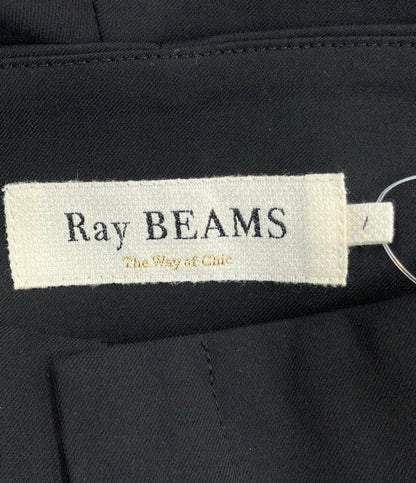 Ray BEAMS
The Way of Chic
1